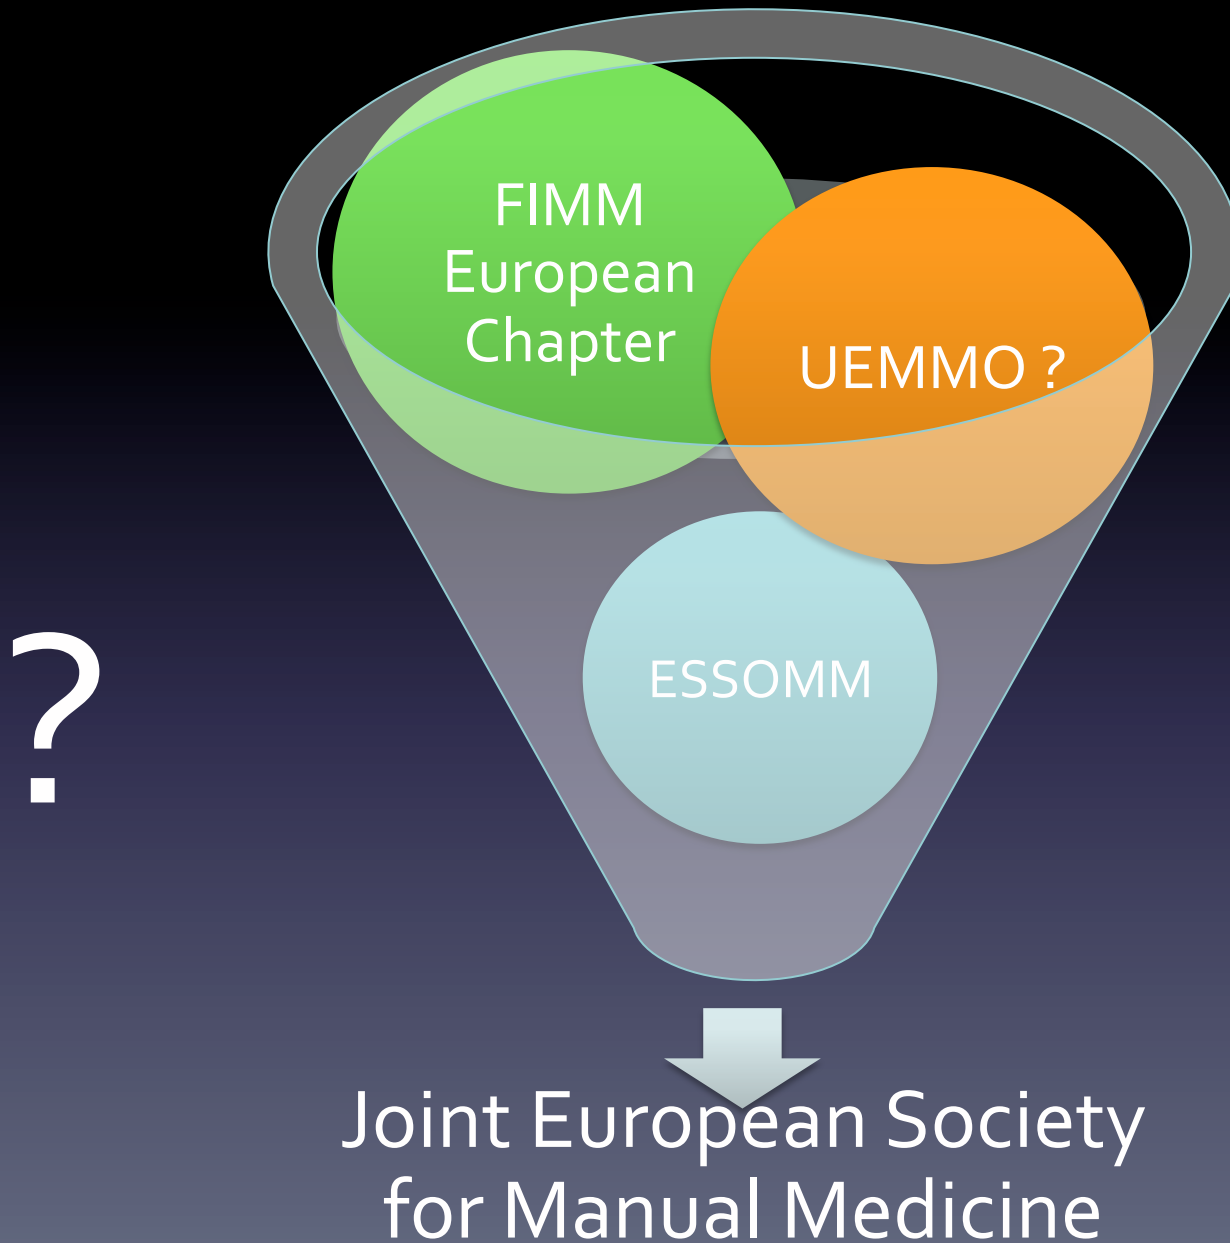 FIMM
European
Chapter
UEMMO ?
ESSOMM
?
Joint European Society
for Manual Medicine